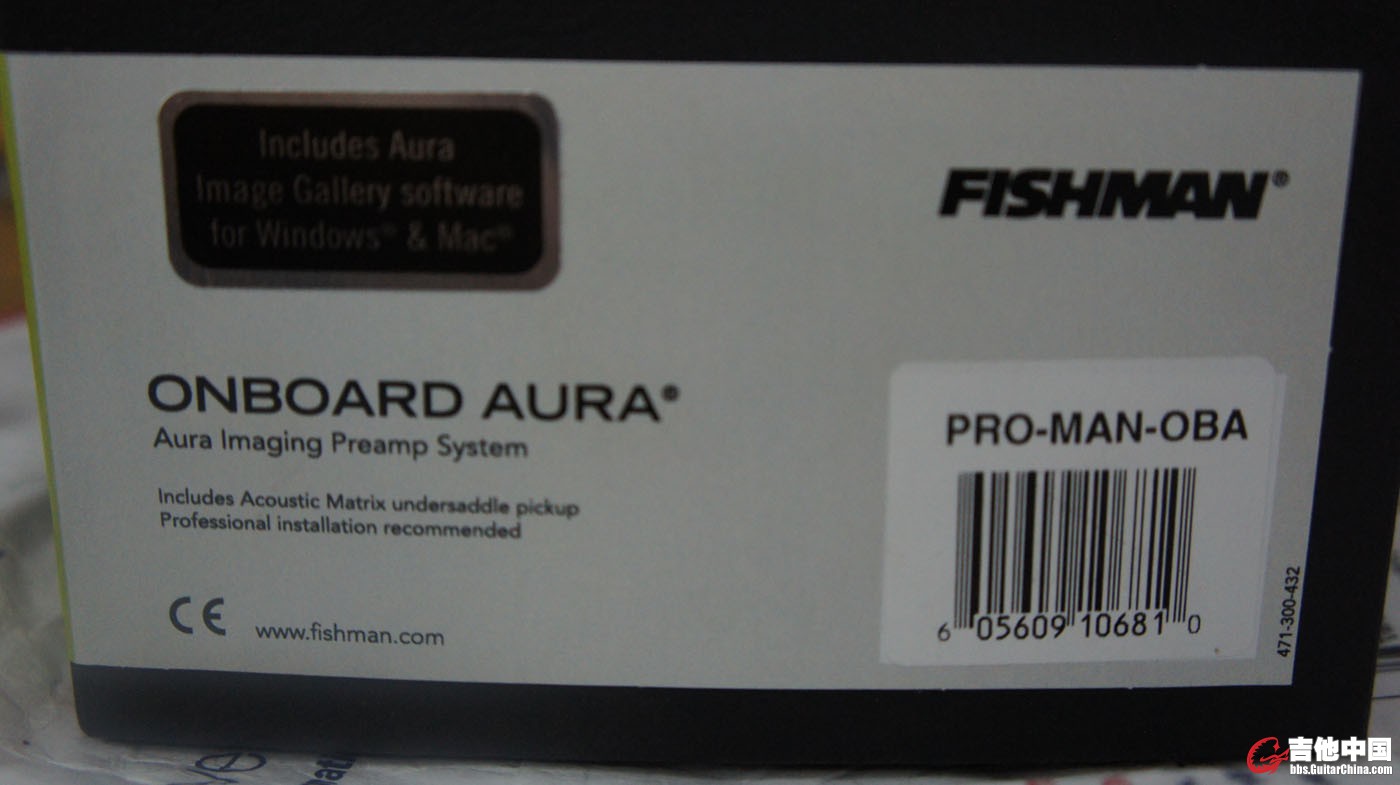 Includes Aura
Image Gallery software
for Windows® & Mac®
FISHMAN®
ONBOARD AURA®
Aura Imaging Preamp System
Includes Acoustic Matrix undersaddle pickup
Professional installation recommended
CE www.fishman.com
PRO-MAN-OBA
6 05609 10681 0
471-300-432
吉他中国
bbs.GuitarChina.com